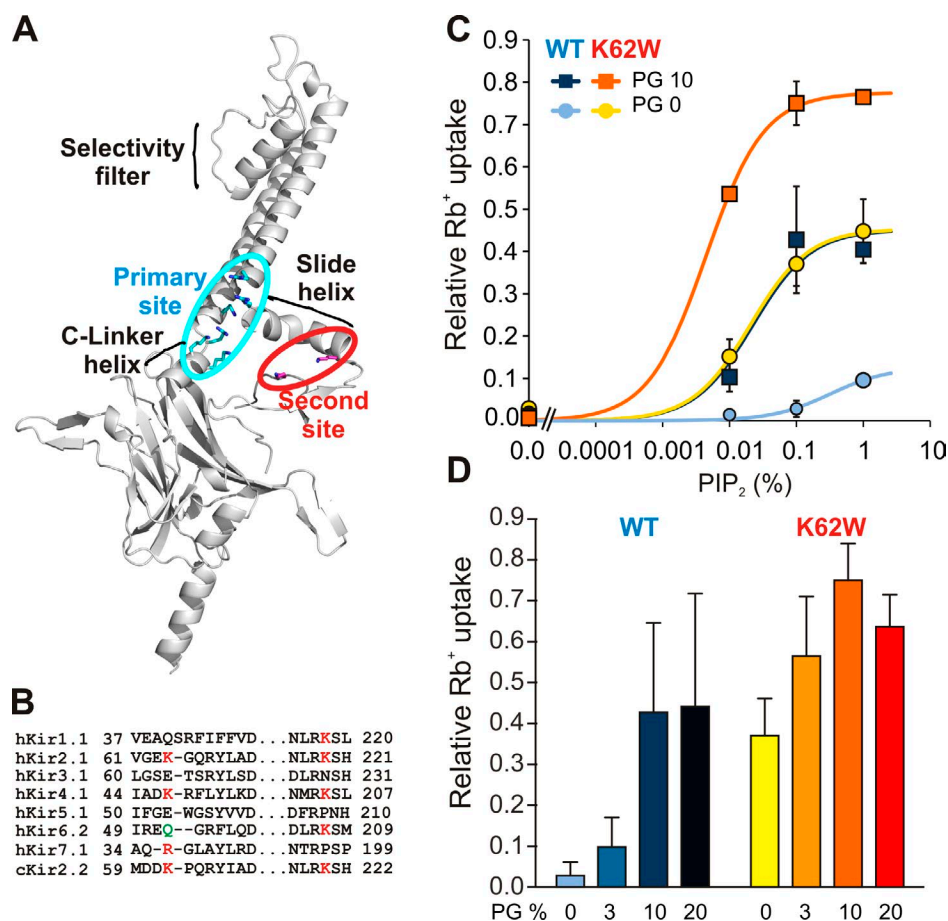 A
Selectivity
filter
Primary
site
Slide
helix
C-Linker
helix
Second
site
B
hKir1.1 37 VEAQSRFIFFVD...NLRKSL 220
hKir2.1 61 VGEK-GQRYLAD...NLRKSH 221
hKir3.1 60 LGSE-TSRYLSD...DLRNSH 231
hKir4.1 44 IADK-RFLYLKD...NMRKSL 207
hKir5.1 50 IFGE-WGSYVVD...DFRPNH 210
hKir6.2 49 IREQ--GRFLQD...DLRKSM 209
hKir7.1 34 AQ-R-GLAYLRD...NTRPSP 199
cKir2.2 59 MDDK-PQRYIAD...NLRKSH 222
C
WT K62W
PG 10
PG 0
Relative Rb⁺ uptake
0.9
0.8
0.7
0.6
0.5
0.4
0.3
0.2
0.1
0.0
0.0 0.0001 0.001 0.01 0.1 1 10
PIP₂ (%)
D
WT K62W
Relative Rb⁺ uptake
0.9
0.8
0.7
0.6
0.5
0.4
0.3
0.2
0.1
0.0
PG % 0 3 10 20 0 3 10 20